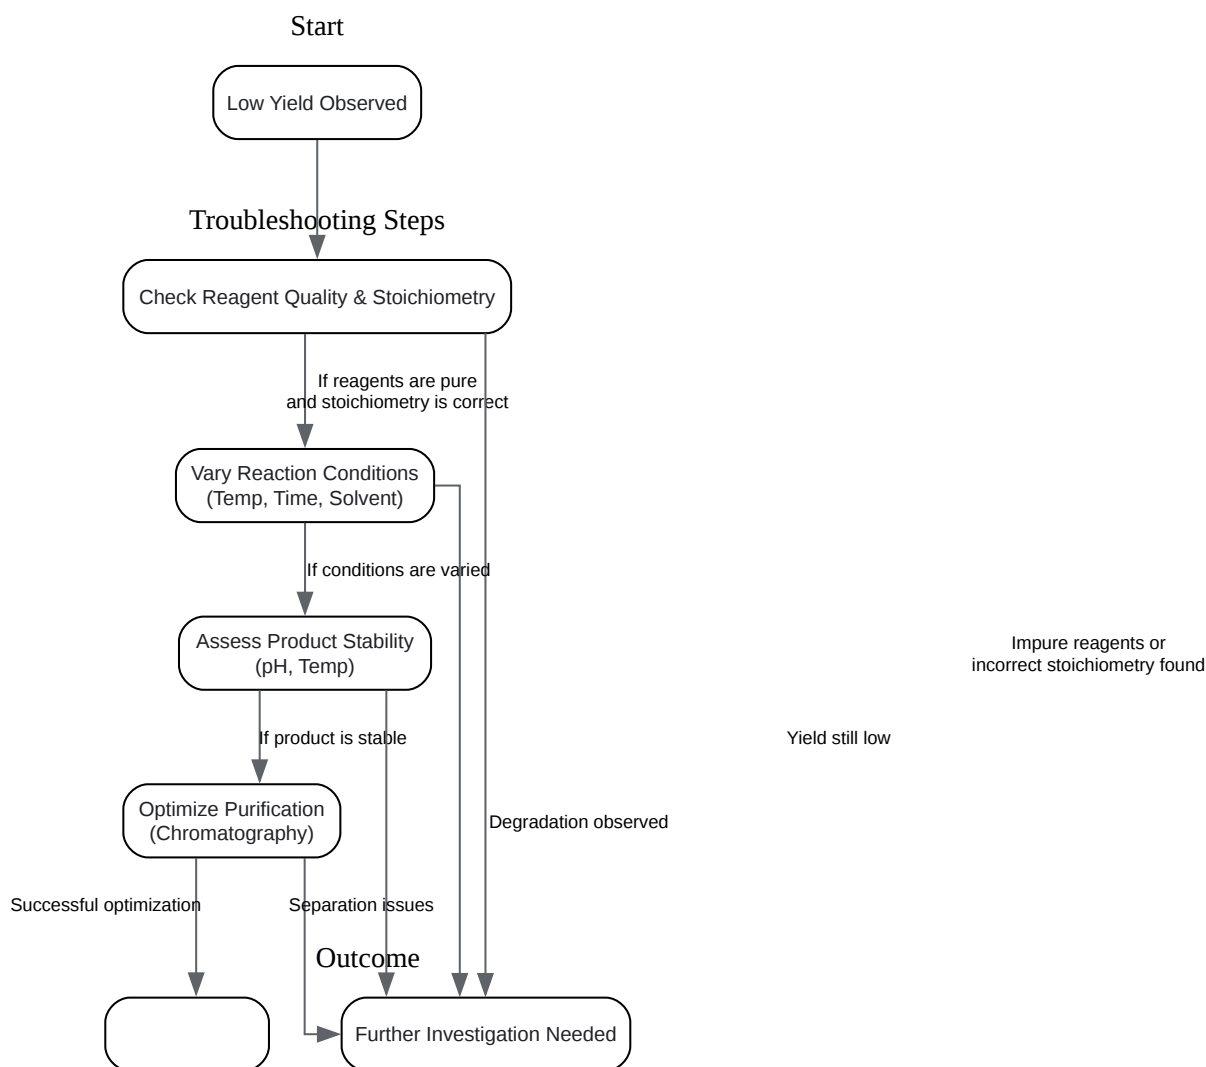 Start
Low Yield Observed
Troubleshooting Steps
Check Reagent Quality & Stoichiometry
If reagents are pure
and stoichiometry is correct
Vary Reaction Conditions
(Temp, Time, Solvent)
If conditions are varied
Assess Product Stability
(pH, Temp)
Impure reagents or
incorrect stoichiometry found
If product is stable
Yield still low
Optimize Purification
(Chromatography)
Degradation observed
Successful optimization
Separation issues
Outcome
Further Investigation Needed